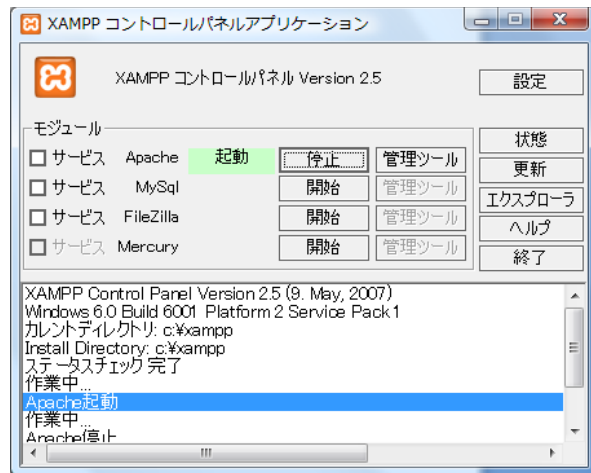 XAMPP コントロールパネルアプリケーション
XAMPP コントロールパネル Version 2.5
設定
モジュール
サービス Apache 起動 停止 管理ツール
サービス MySql 開始 管理ツール
サービス FileZilla 開始 管理ツール
サービス Mercury 開始 管理ツール
状態
更新
エクスプローラ
ヘルプ
終了
XAMPP Control Panel Version 2.5 (9. May, 2007)
Windows 6.0 Build 6001 Platform 2 Service Pack 1
カレントディレクトリ: c:¥xampp
Install Directory: c:¥xampp
ステータスチェック 完了
作業中...
Apache起動
作業中...
Apache停止